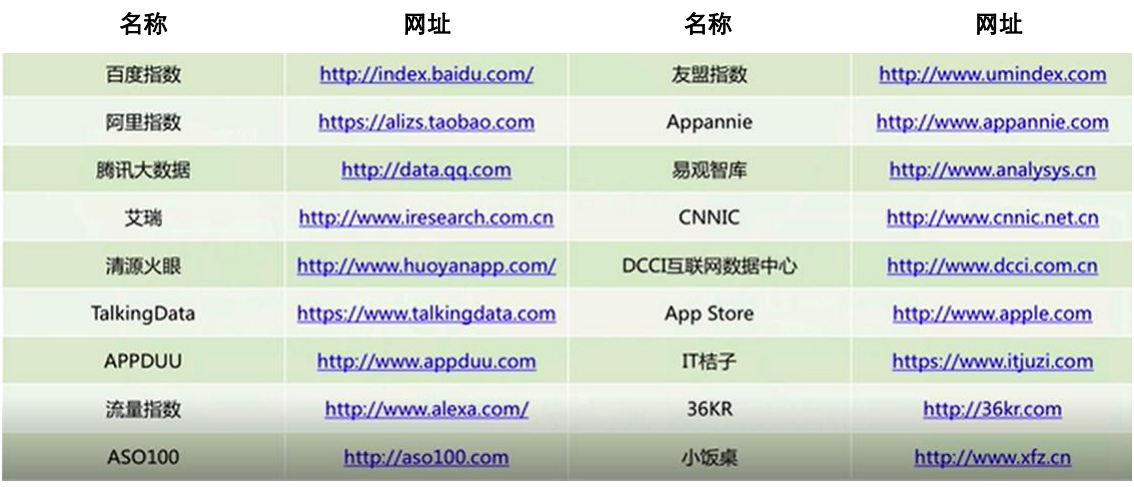 名称 网址 名称 网址
百度指数 http://index.baidu.com/ 友盟指数 http://www.umindex.com
阿里指数 https://alizs.taobao.com Appannie http://www.appannie.com
腾讯大数据 http://data.qq.com 易观智库 http://www.analysys.cn
艾瑞 http://www.iresearch.com.cn CNNIC http://www.cnnic.net.cn
清源火眼 http://www.huoyanapp.com/ DCCI互联网数据中心 http://www.dcci.com.cn
TalkingData https://www.talkingdata.com App Store http://www.apple.com
APPDUU http://www.appduu.com IT桔子 https://www.itjuzi.com
流量指数 http://www.alexa.com/ 36KR http://36kr.com
ASO100 http://aso100.com 小饭桌 http://www.xfz.cn